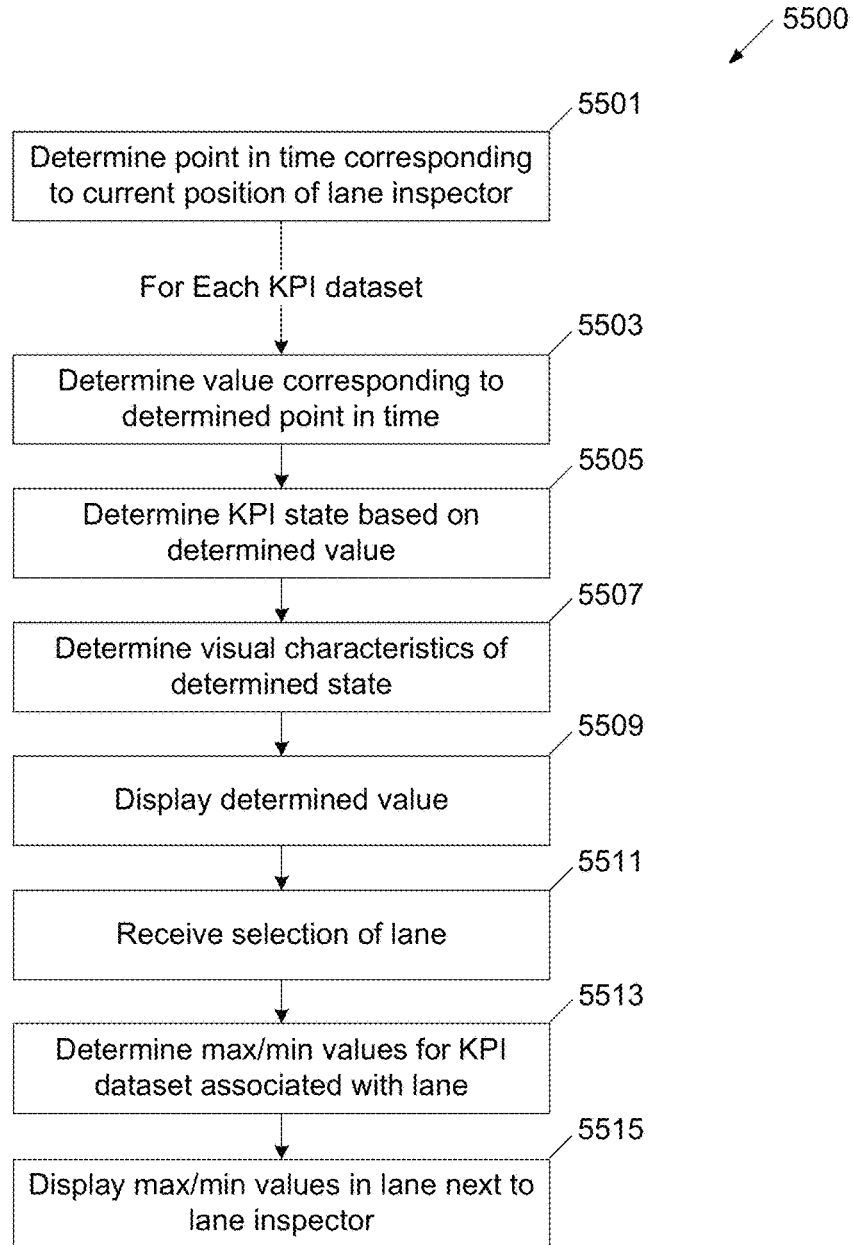 5500
5501
Determine point in time corresponding
to current position of lane inspector
For Each KPI dataset
5503
Determine value corresponding to
determined point in time
5505
Determine KPI state based on
determined value
5507
Determine visual characteristics of
determined state
5509
Display determined value
5511
Receive selection of lane
5513
Determine max/min values for KPI
dataset associated with lane
5515
Display max/min values in lane next to
lane inspector